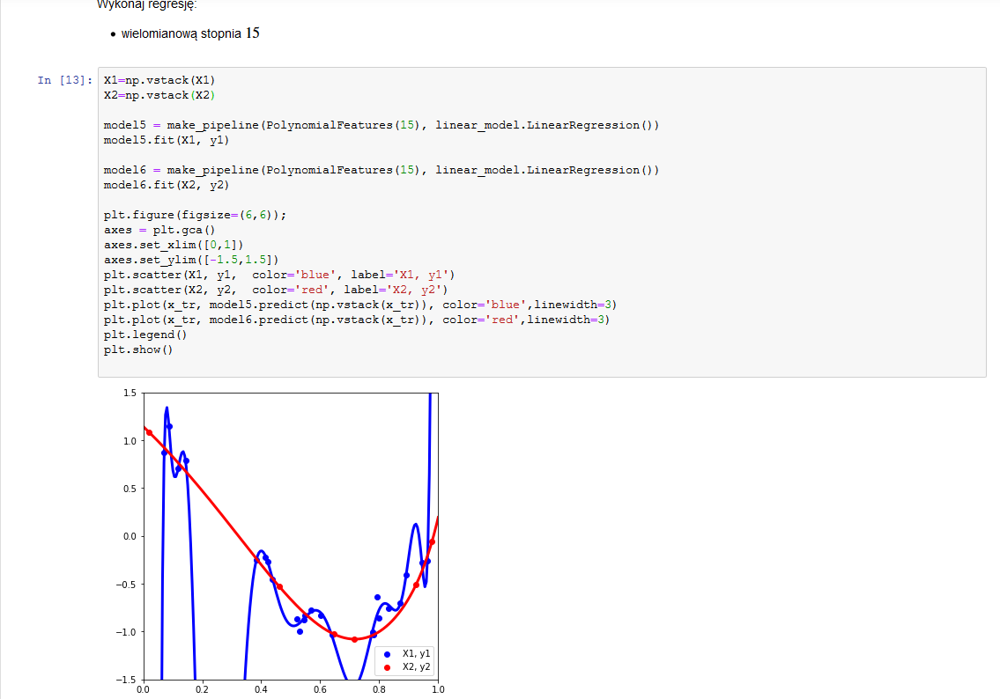 Wykonaj regresję:
• wielomianową stopnia 15
In [13]:
X1=np.vstack(X1)
X2=np.vstack(X2)
model5 = make_pipeline(PolynomialFeatures(15), linear_model.LinearRegression())
model5.fit(X1, y1)
model6 = make_pipeline(PolynomialFeatures(15), linear_model.LinearRegression())
model6.fit(X2, y2)
plt.figure(figsize=(6,6));
axes = plt.gca()
axes.set_xlim([0,1])
axes.set_ylim([-1.5,1.5])
plt.scatter(X1, y1,  color='blue', label='X1, y1')
plt.scatter(X2, y2,  color='red', label='X2, y2')
plt.plot(x_tr, model5.predict(np.vstack(x_tr)), color='blue',linewidth=3)
plt.plot(x_tr, model6.predict(np.vstack(x_tr)), color='red',linewidth=3)
plt.legend()
plt.show()
1.5
1.0
0.5
0.0
−0.5
−1.0
−1.5
X1, y1
X2, y2
0.0 0.2 0.4 0.6 0.8 1.0